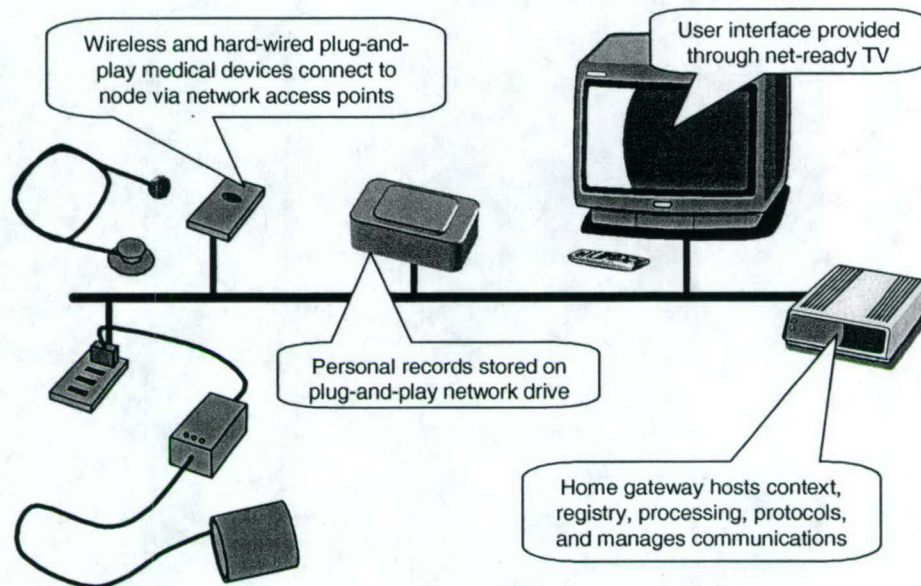 Wireless and hard-wired plug-and-
play medical devices connect to
node via network access points
User interface provided
through net-ready TV
Personal records stored on
plug-and-play network drive
Home gateway hosts context,
registry, processing, protocols,
and manages communications